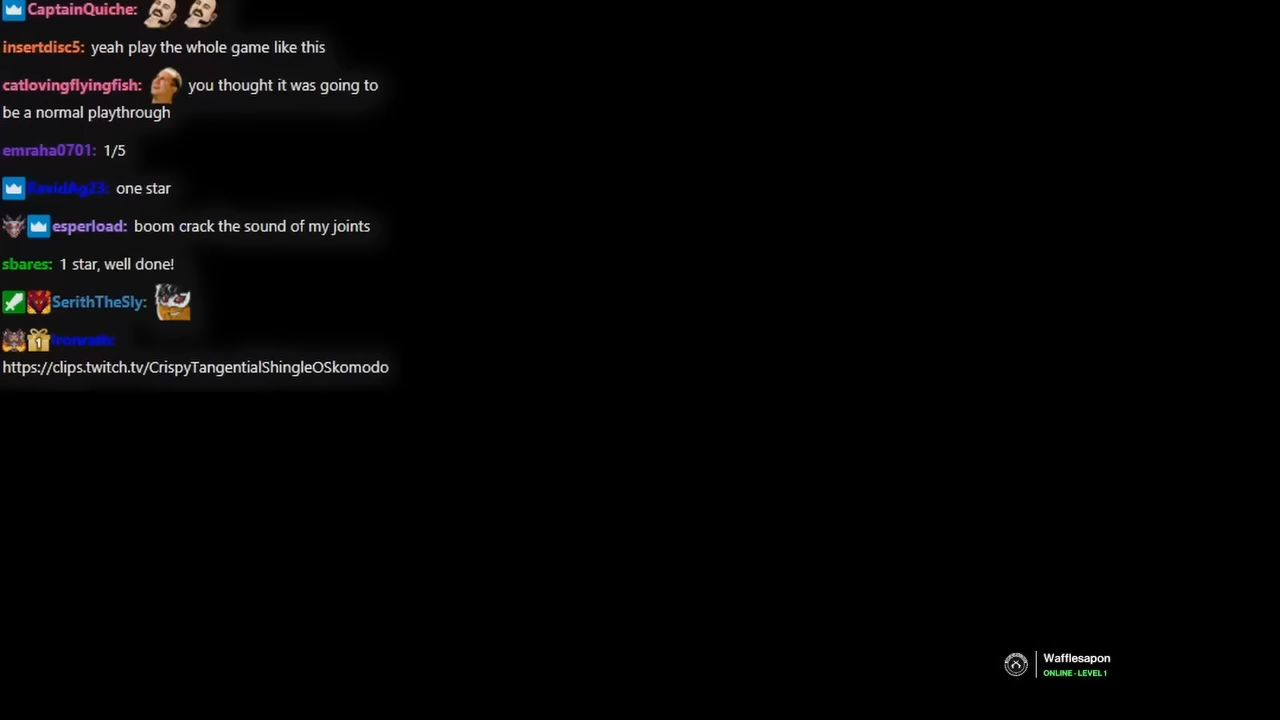 CaptainQuiche:
insertdisc5: yeah play the whole game like this
catlovingflyingfish: you thought it was going to
be a normal playthrough
emraha0701: 1/5
RavidAg23: one star
esperload: boom crack the sound of my joints
sbares: 1 star, well done!
SerithTheSly:
https://clips.twitch.tv/CrispyTangentialShingleOSkomodo
Wafflesapon
ONLINE - LEVEL 1